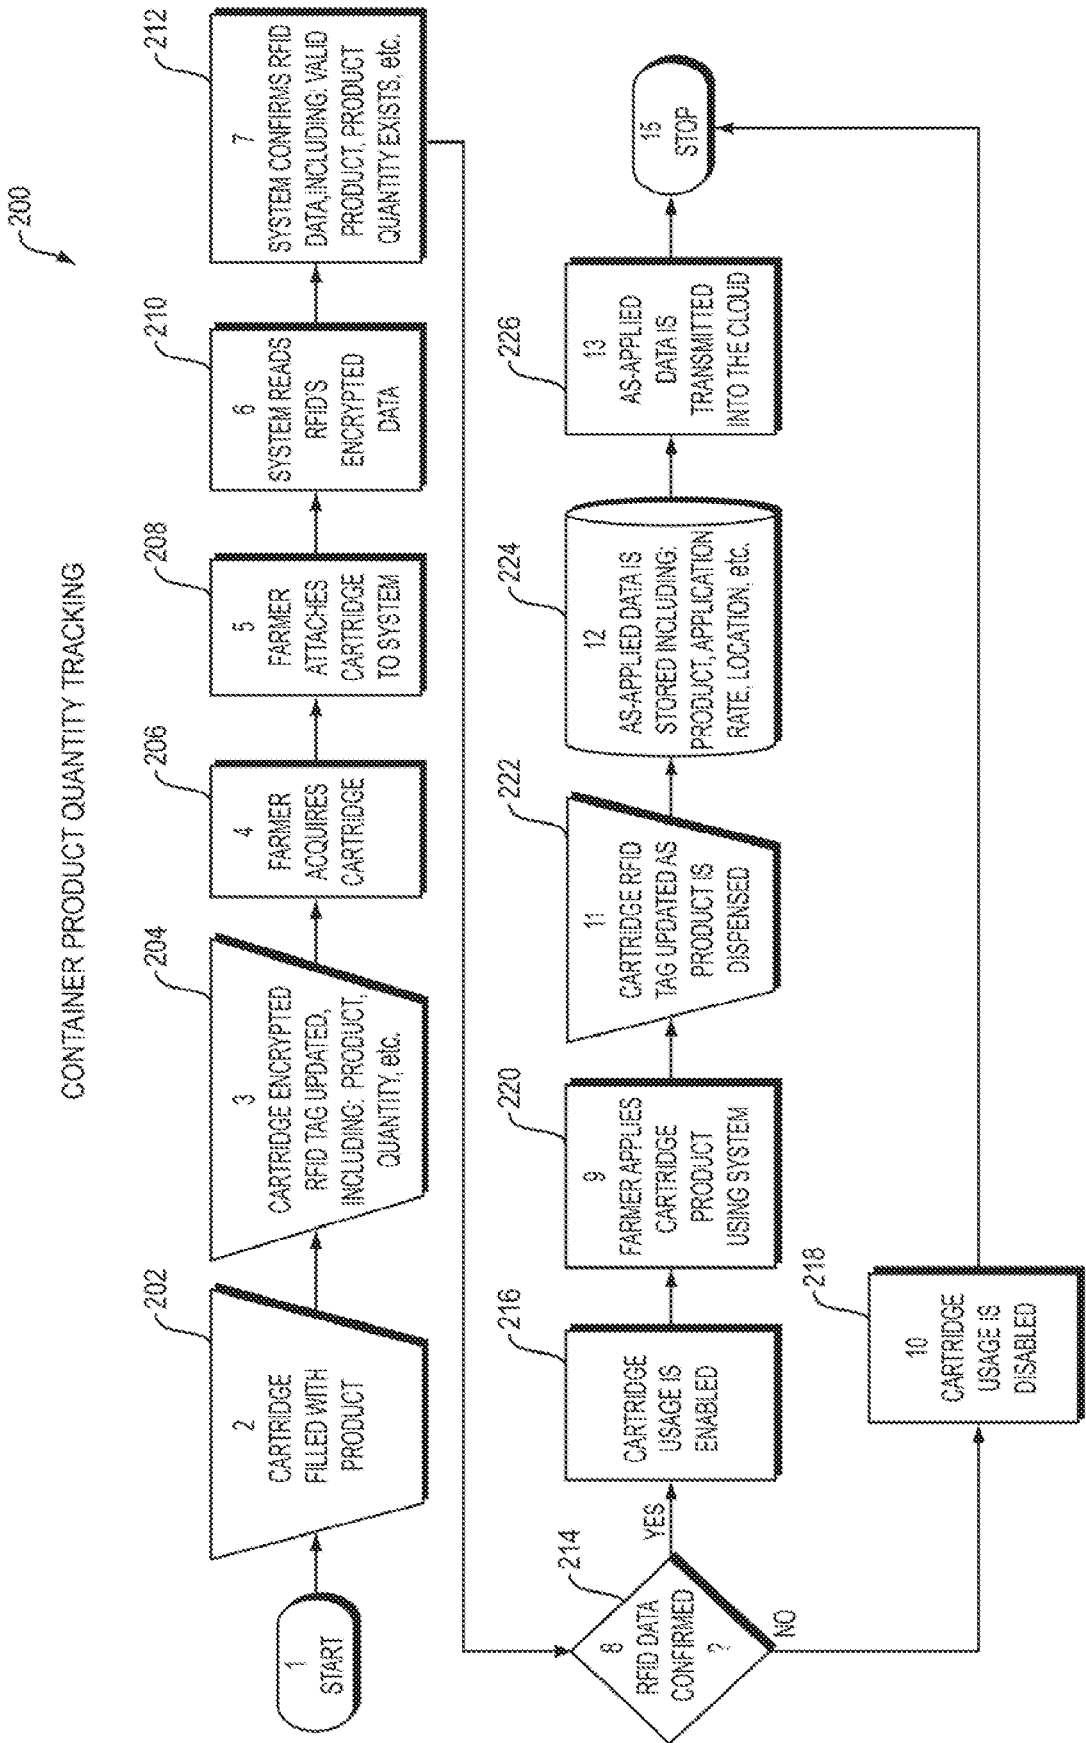 CONTAINER PRODUCT QUANTITY TRACKING
200
1
START
202
2
CARTRIDGE
FILLED WITH
PRODUCT
204
3
CARTRIDGE ENCRYPTED
RFID TAG UPDATED,
INCLUDING: PRODUCT,
QUANTITY, etc.
206
4
FARMER
ACQUIRES
CARTRIDGE
208
5
FARMER
ATTACHES
CARTRIDGE
TO SYSTEM
210
6
SYSTEM READS
RFID'S
ENCRYPTED
DATA
212
7
SYSTEM CONFIRMS RFID
DATA,INCLUDING: VALID
PRODUCT, PRODUCT
QUANTITY EXISTS, etc.
214
8
RFID DATA
CONFIRMED
?
YES
NO
216
CARTRIDGE
USAGE IS
ENABLED
220
9
FARMER APPLIES
CARTRIDGE
PRODUCT
USING SYSTEM
222
11
CARTRIDGE RFID
TAG UPDATED AS
PRODUCT IS
DISPENSED
224
12
AS-APPLIED DATA IS
STORED INCLUDING:
PRODUCT, APPLICATION
RATE, LOCATION, etc.
226
13
AS-APPLIED
DATA IS
TRANSMITTED
INTO THE CLOUD
15
STOP
218
10
CARTRIDGE
USAGE IS
DISABLED